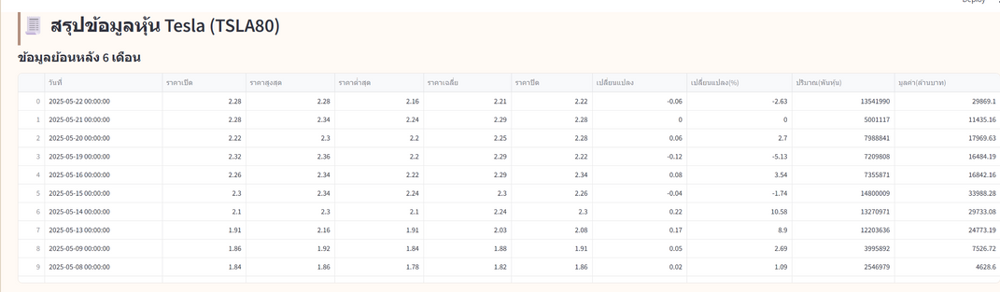 สรุปข้อมูลหุ้น Tesla (TSLA80)
ข้อมูลย้อนหลัง 6 เดือน
วันที่ ราคาเปิด ราคาสูงสุด ราคาต่ำสุด ราคาเฉลี่ย ราคาปิด เปลี่ยนแปลง เปลี่ยนแปลง(%) ปริมาณ(พันหุ้น) มูลค่า(ล้านบาท)
0 2025-05-22 00:00:00 2.28 2.28 2.16 2.21 2.22 -0.06 -2.63 13541990 29869.1
1 2025-05-21 00:00:00 2.28 2.34 2.24 2.29 2.28 0 0 5001117 11435.16
2 2025-05-20 00:00:00 2.22 2.3 2.2 2.25 2.28 0.06 2.7 7988841 17969.63
3 2025-05-19 00:00:00 2.32 2.36 2.2 2.29 2.22 -0.12 -5.13 7209808 16484.19
4 2025-05-16 00:00:00 2.26 2.34 2.22 2.29 2.34 0.08 3.54 7355871 16842.16
5 2025-05-15 00:00:00 2.3 2.34 2.24 2.3 2.26 -0.04 -1.74 14800009 33988.28
6 2025-05-14 00:00:00 2.1 2.3 2.1 2.24 2.3 0.22 10.58 13270971 29733.08
7 2025-05-13 00:00:00 1.91 2.16 1.91 2.03 2.08 0.17 8.9 12203636 24773.19
8 2025-05-09 00:00:00 1.86 1.92 1.84 1.88 1.91 0.05 2.69 3995892 7526.72
9 2025-05-08 00:00:00 1.84 1.86 1.78 1.82 1.86 0.02 1.09 2546979 4628.6